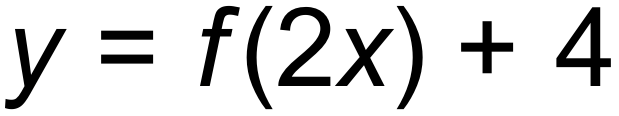 y = f(2x) + 4